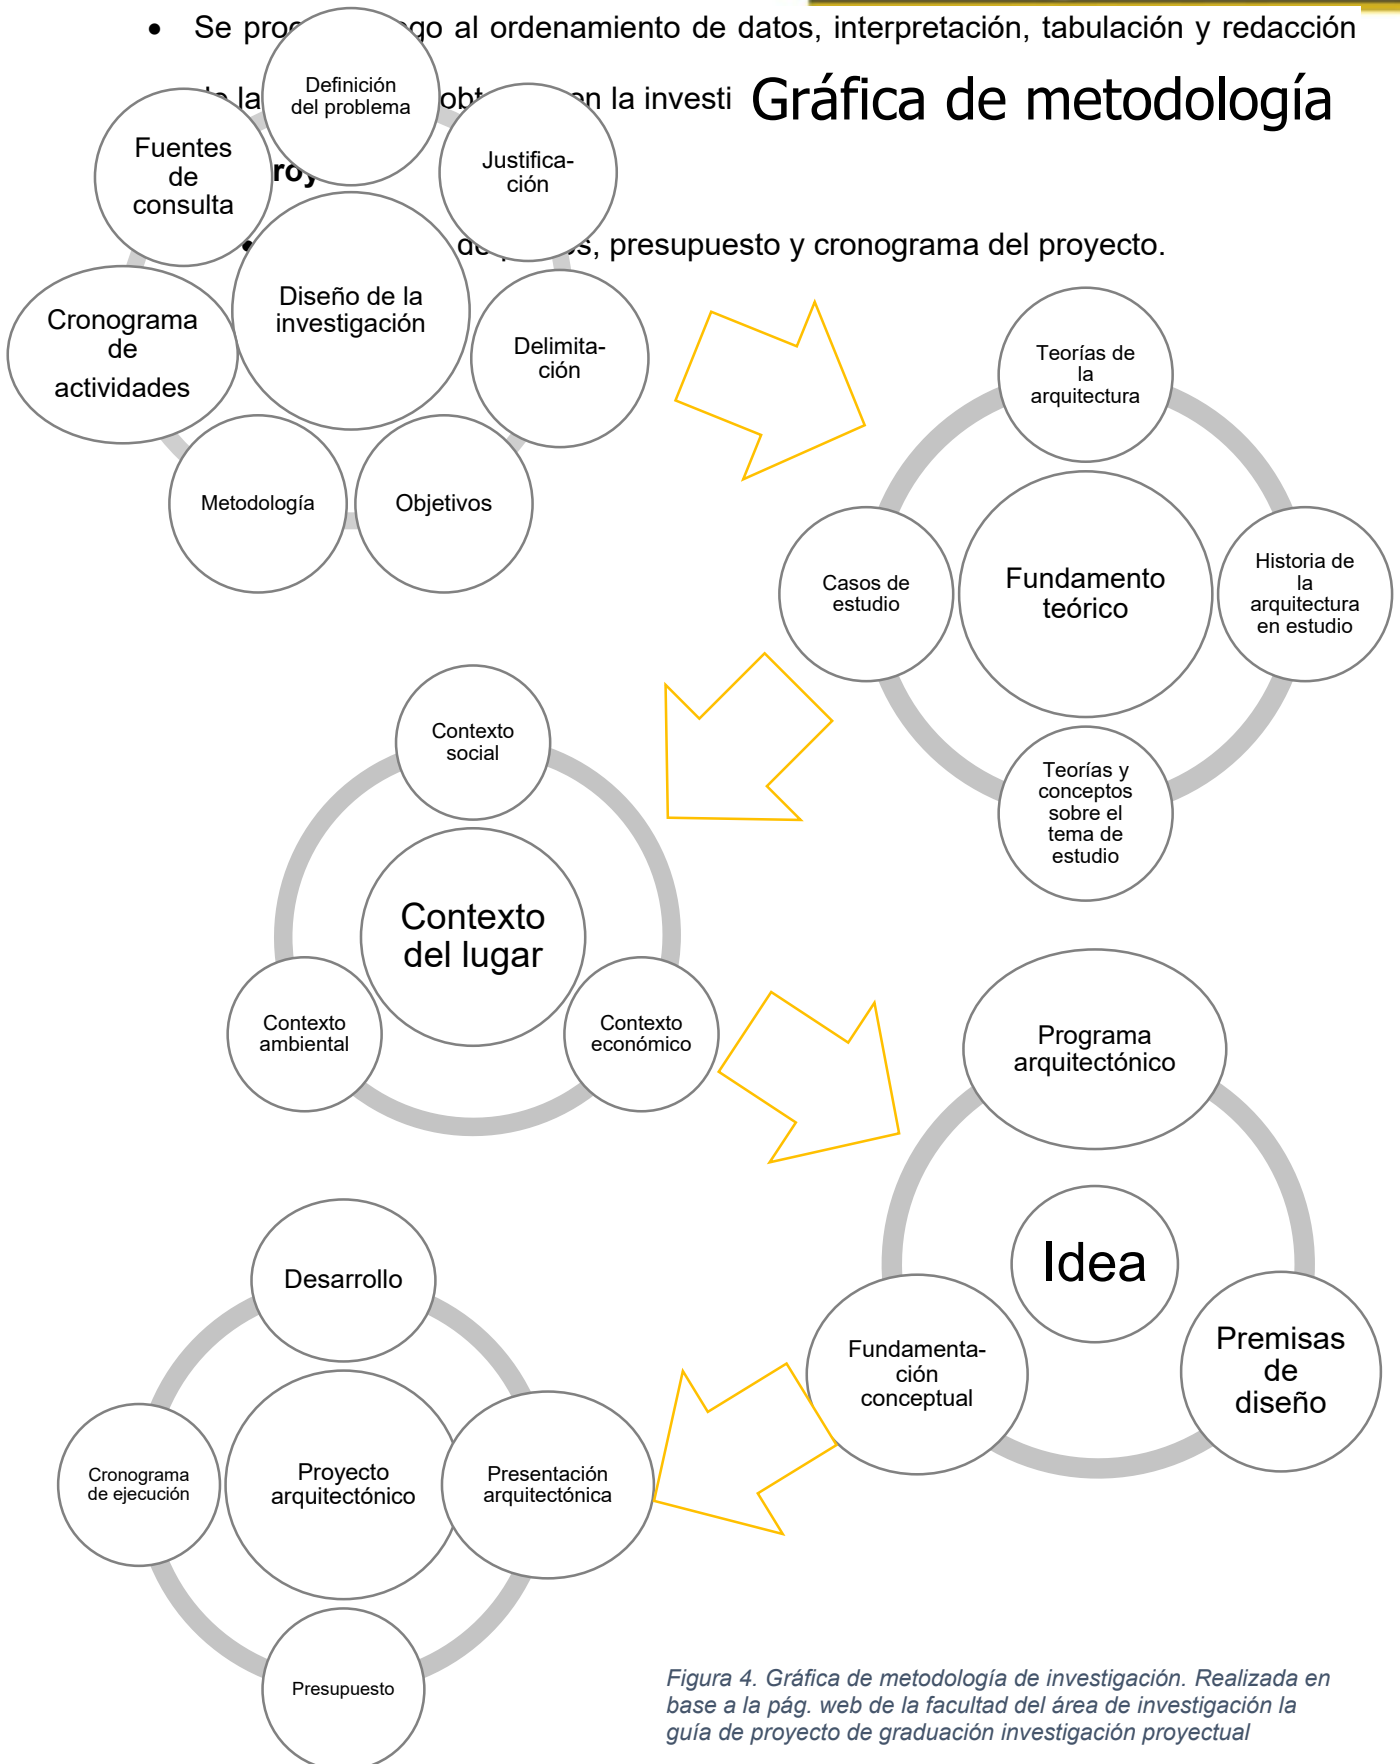 • Se al ordenamiento de datos, interpretación, tabulación y redacción
la en la investi
Gráfica de metodología
• presupuesto y cronograma del proyecto.
Definición
del problema
Justifica-
ción
Delimita-
ción
Objetivos
Metodología
Cronograma
de
actividades
Fuentes
de
consulta
Diseño de la
investigación
Teorías de
la
arquitectura
Historia de
la
arquitectura
en estudio
Teorías y
conceptos
sobre el
tema de
estudio
Casos de
estudio
Fundamento
teórico
Contexto
social
Contexto
económico
Contexto
ambiental
Contexto
del lugar
Programa
arquitectónico
Premisas
de
diseño
Fundamenta-
ción
conceptual
Idea
Desarrollo
Presentación
arquitectónica
Presupuesto
Cronograma
de ejecución
Proyecto
arquitectónico
Figura 4. Gráfica de metodología de investigación. Realizada en
base a la pág. web de la facultad del área de investigación la
guía de proyecto de graduación investigación proyectual